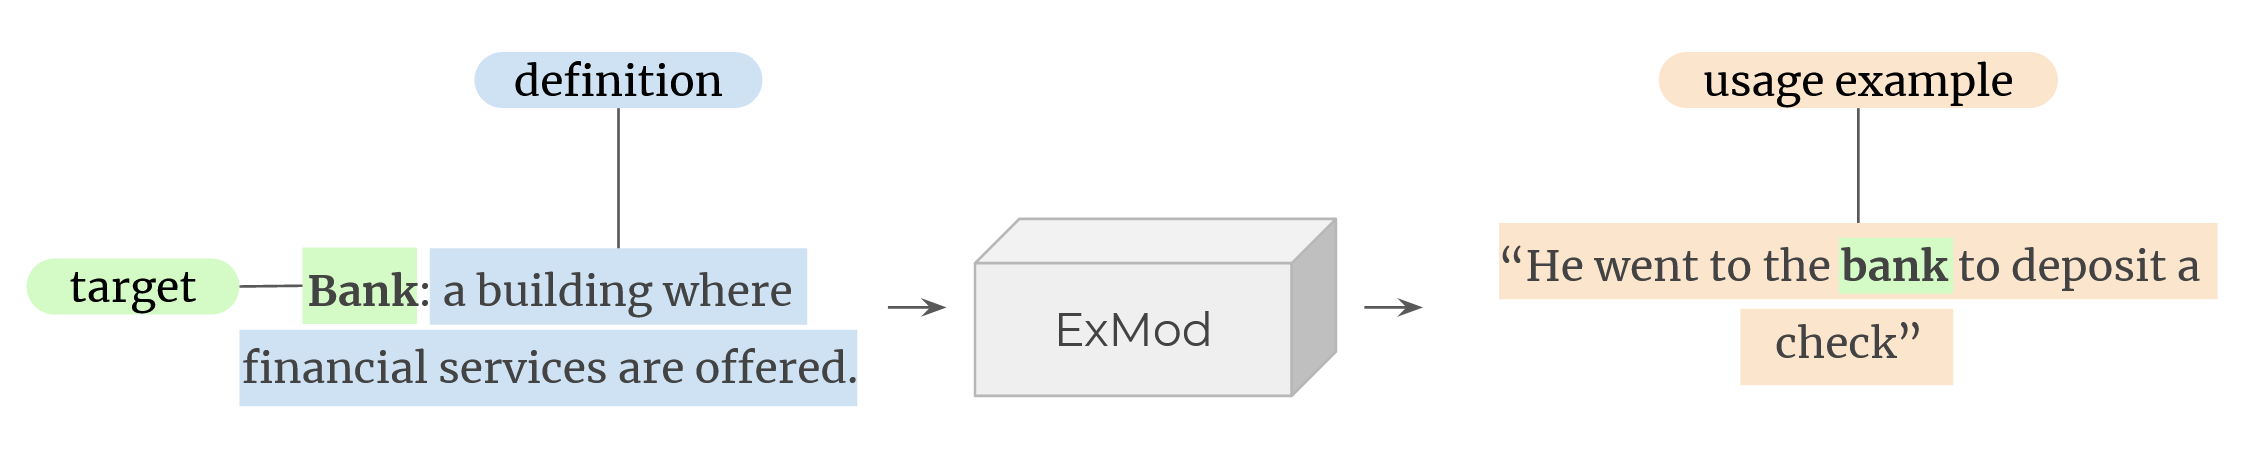 definition
usage example
target
Bank: a building where
financial services are offered.
ExMod
“He went to the bank to deposit a
check”